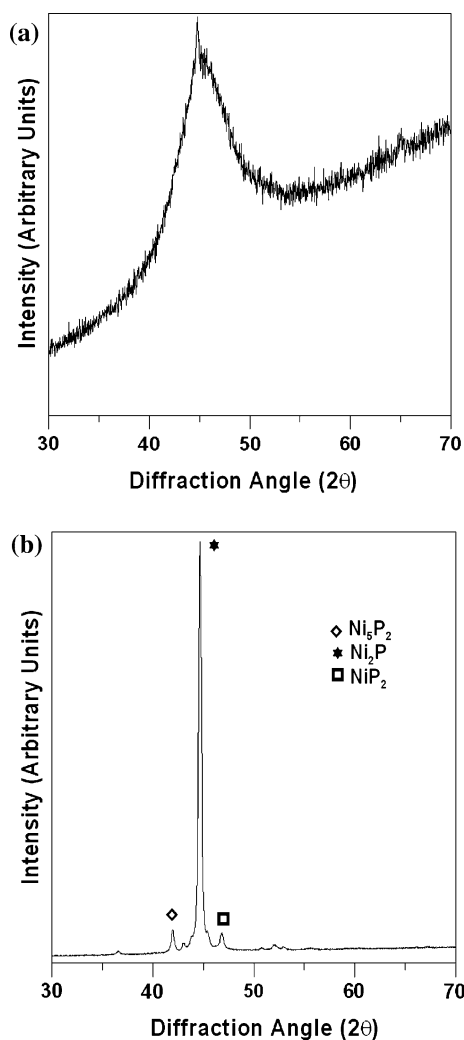 (a)
Intensity (Arbitrary Units)
30 40 50 60 70
Diffraction Angle (2θ)
(b)
Intensity (Arbitrary Units)
Ni₅P₂
Ni₂P
NiP₂
30 40 50 60 70
Diffraction Angle (2θ)